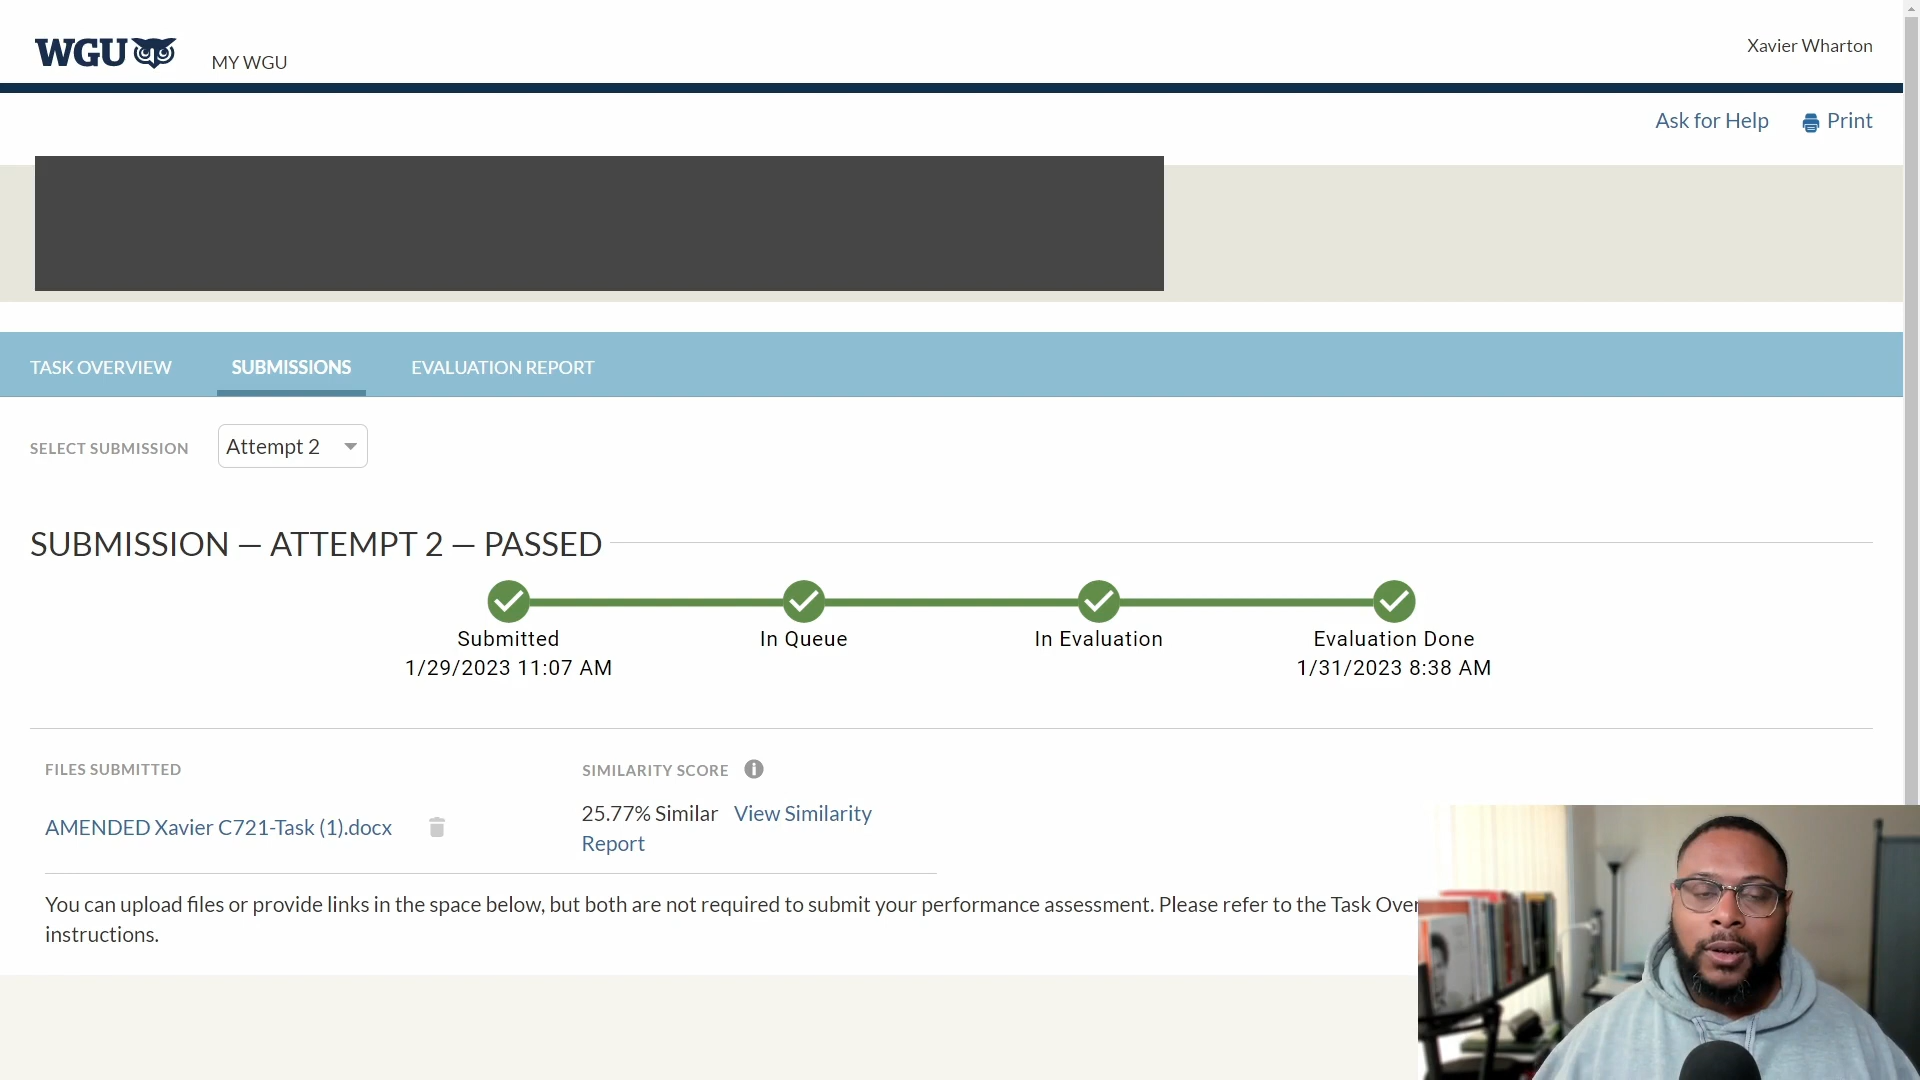 WGU
MY WGU
Xavier Wharton
Ask for Help
Print
TASK OVERVIEW
SUBMISSIONS
EVALUATION REPORT
SELECT SUBMISSION
Attempt 2
SUBMISSION — ATTEMPT 2 — PASSED
Submitted
In Queue
In Evaluation
Evaluation Done
1/29/2023 11:07 AM
1/31/2023 8:38 AM
FILES SUBMITTED
SIMILARITY SCORE
AMENDED Xavier C721-Task (1).docx
25.77% Similar View Similarity
Report
You can upload files or provide links in the space below, but both are not required to submit your performance assessment. Please refer to the Task Over
instructions.